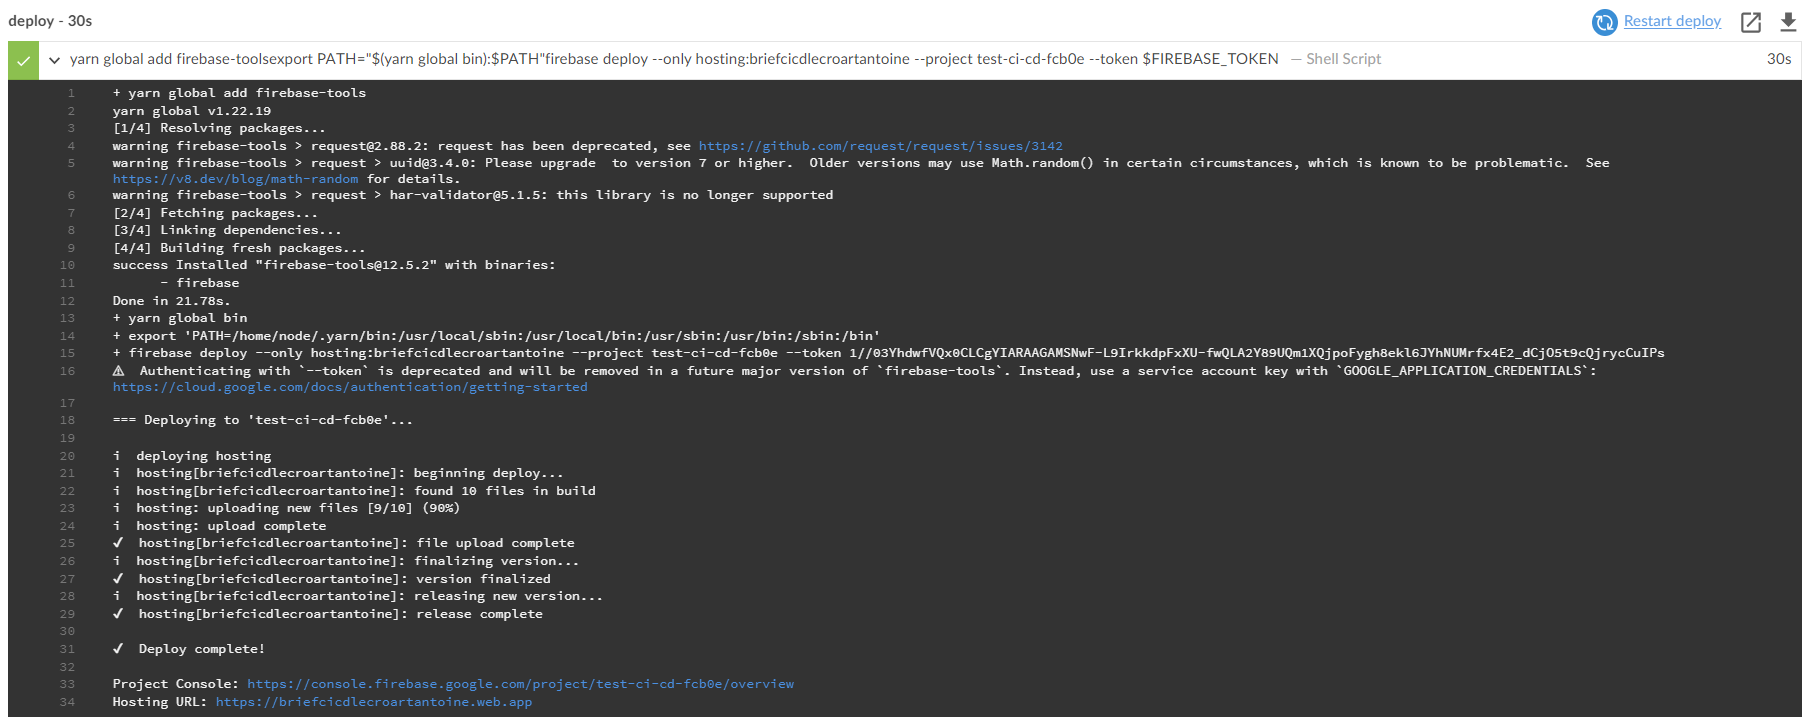 deploy - 30s
Restart deploy
yarn global add firebase-toolsexport PATH="$(yarn global bin):$PATH"firebase deploy --only hosting:briefcicdlecroartantoine --project test-ci-cd-fcb0e --token $FIREBASE_TOKEN — Shell Script 30s
1 + yarn global add firebase-tools
2 yarn global v1.22.19
3 [1/4] Resolving packages...
4 warning firebase-tools > request@2.88.2: request has been deprecated, see https://github.com/request/request/issues/3142
5 warning firebase-tools > request > uuid@3.4.0: Please upgrade  to version 7 or higher.  Older versions may use Math.random() in certain circumstances, which is known to be problematic.  See
https://v8.dev/blog/math-random for details.
6 warning firebase-tools > request > har-validator@5.1.5: this library is no longer supported
7 [2/4] Fetching packages...
8 [3/4] Linking dependencies...
9 [4/4] Building fresh packages...
10 success Installed "firebase-tools@12.5.2" with binaries:
11 - firebase
12 Done in 21.78s.
13 + yarn global bin
14 + export 'PATH=/home/node/.yarn/bin:/usr/local/sbin:/usr/local/bin:/usr/sbin:/usr/bin:/sbin:/bin'
15 + firebase deploy --only hosting:briefcicdlecroartantoine --project test-ci-cd-fcb0e --token 1//03YhdwfVQx0CLCgYIARAAGAMSNwF-L9IrkkdpFxXU-fwQLA2Y89UQm1XQjpoFygh8ekl6JYhNUMrfx4E2_dCjO5t9cQjrycCuIPs
16 ⚠  Authenticating with `--token` is deprecated and will be removed in a future major version of `firebase-tools`. Instead, use a service account key with `GOOGLE_APPLICATION_CREDENTIALS`:
https://cloud.google.com/docs/authentication/getting-started
17
18 === Deploying to 'test-ci-cd-fcb0e'...
19
20 i  deploying hosting
21 i  hosting[briefcicdlecroartantoine]: beginning deploy...
22 i  hosting[briefcicdlecroartantoine]: found 10 files in build
23 i  hosting: uploading new files [9/10] (90%)
24 i  hosting: upload complete
25 ✔  hosting[briefcicdlecroartantoine]: file upload complete
26 i  hosting[briefcicdlecroartantoine]: finalizing version...
27 ✔  hosting[briefcicdlecroartantoine]: version finalized
28 i  hosting[briefcicdlecroartantoine]: releasing new version...
29 ✔  hosting[briefcicdlecroartantoine]: release complete
30
31 ✔  Deploy complete!
32
33 Project Console: https://console.firebase.google.com/project/test-ci-cd-fcb0e/overview
34 Hosting URL: https://briefcicdlecroartantoine.web.app